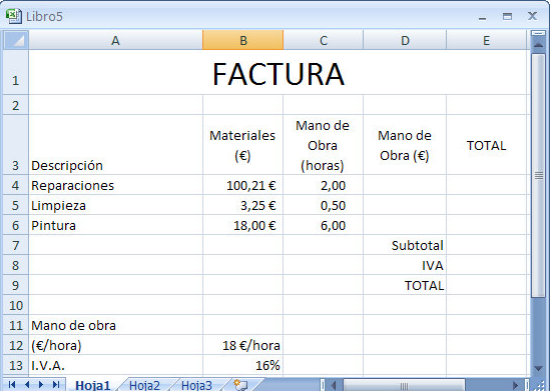 Libro5
A B C D E
1 FACTURA
2
3 Descripción Materiales (€) Mano de Obra (horas) Mano de Obra (€) TOTAL
4 Reparaciones 100,21 € 2,00
5 Limpieza 3,25 € 0,50
6 Pintura 18,00 € 6,00
7 Subtotal
8 IVA
9 TOTAL
10
11 Mano de obra
12 (€/hora) 18 €/hora
13 I.V.A. 16%
Hoja1 Hoja2 Hoja3